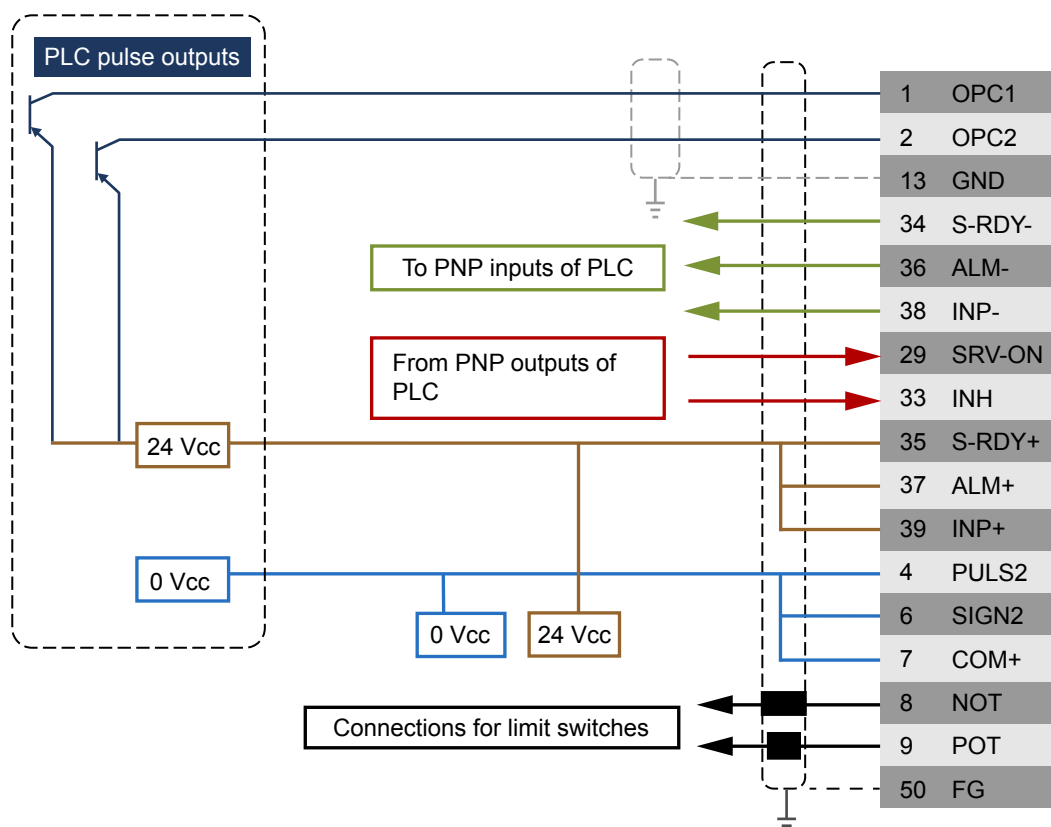 PLC pulse outputs
1 OPC1
2 OPC2
13 GND
34 S-RDY-
To PNP inputs of PLC
36 ALM-
38 INP-
From PNP outputs of
PLC
29 SRV-ON
33 INH
24 Vcc
35 S-RDY+
37 ALM+
39 INP+
0 Vcc
4 PULS2
0 Vcc
24 Vcc
6 SIGN2
7 COM+
8 NOT
Connections for limit switches
9 POT
50 FG